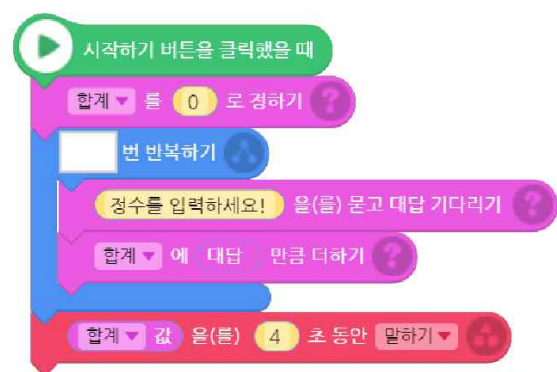 시작하기 버튼을 클릭했을 때
합계 ▼ 를 0 로 정하기 ?
번 반복하기
정수를 입력하세요! 을(를) 묻고 대답 기다리기 ?
합계 ▼ 에 대답 만큼 더하기 ?
합계 ▼ 값 을(를) 4 초 동안 말하기 ▼